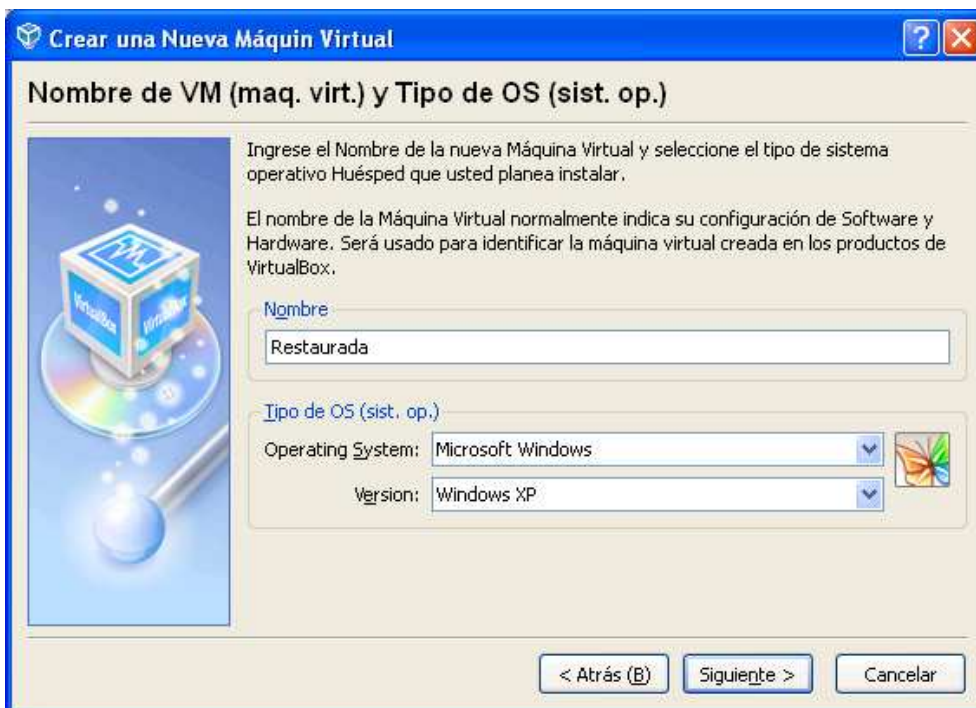 Crear una Nueva Máquin Virtual
Nombre de VM (maq. virt.) y Tipo de OS (sist. op.)
Ingrese el Nombre de la nueva Máquina Virtual y seleccione el tipo de sistema
operativo Huésped que usted planea instalar.
El nombre de la Máquina Virtual normalmente indica su configuración de Software y
Hardware. Será usado para identificar la máquina virtual creada en los productos de
VirtualBox.
Nombre
Restaurada
Tipo de OS (sist. op.)
Operating System: Microsoft Windows
Version: Windows XP
VirtualBox VirtualBox
< Atrás (B) Siguiente > Cancelar